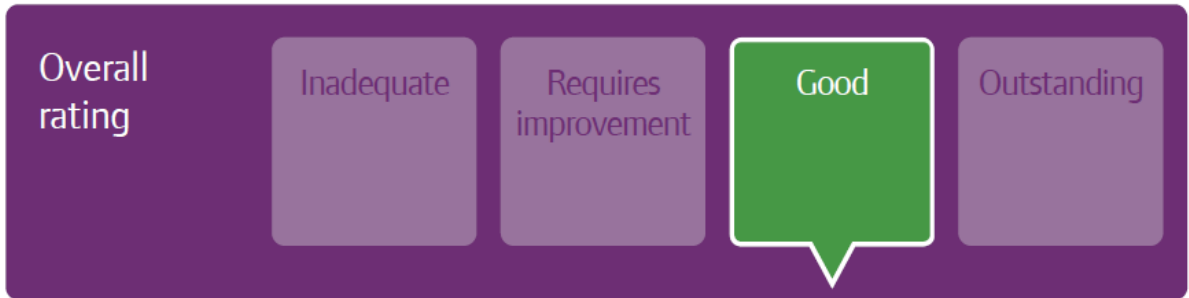 Overall
rating
Inadequate
Requires
improvement
Good
Outstanding